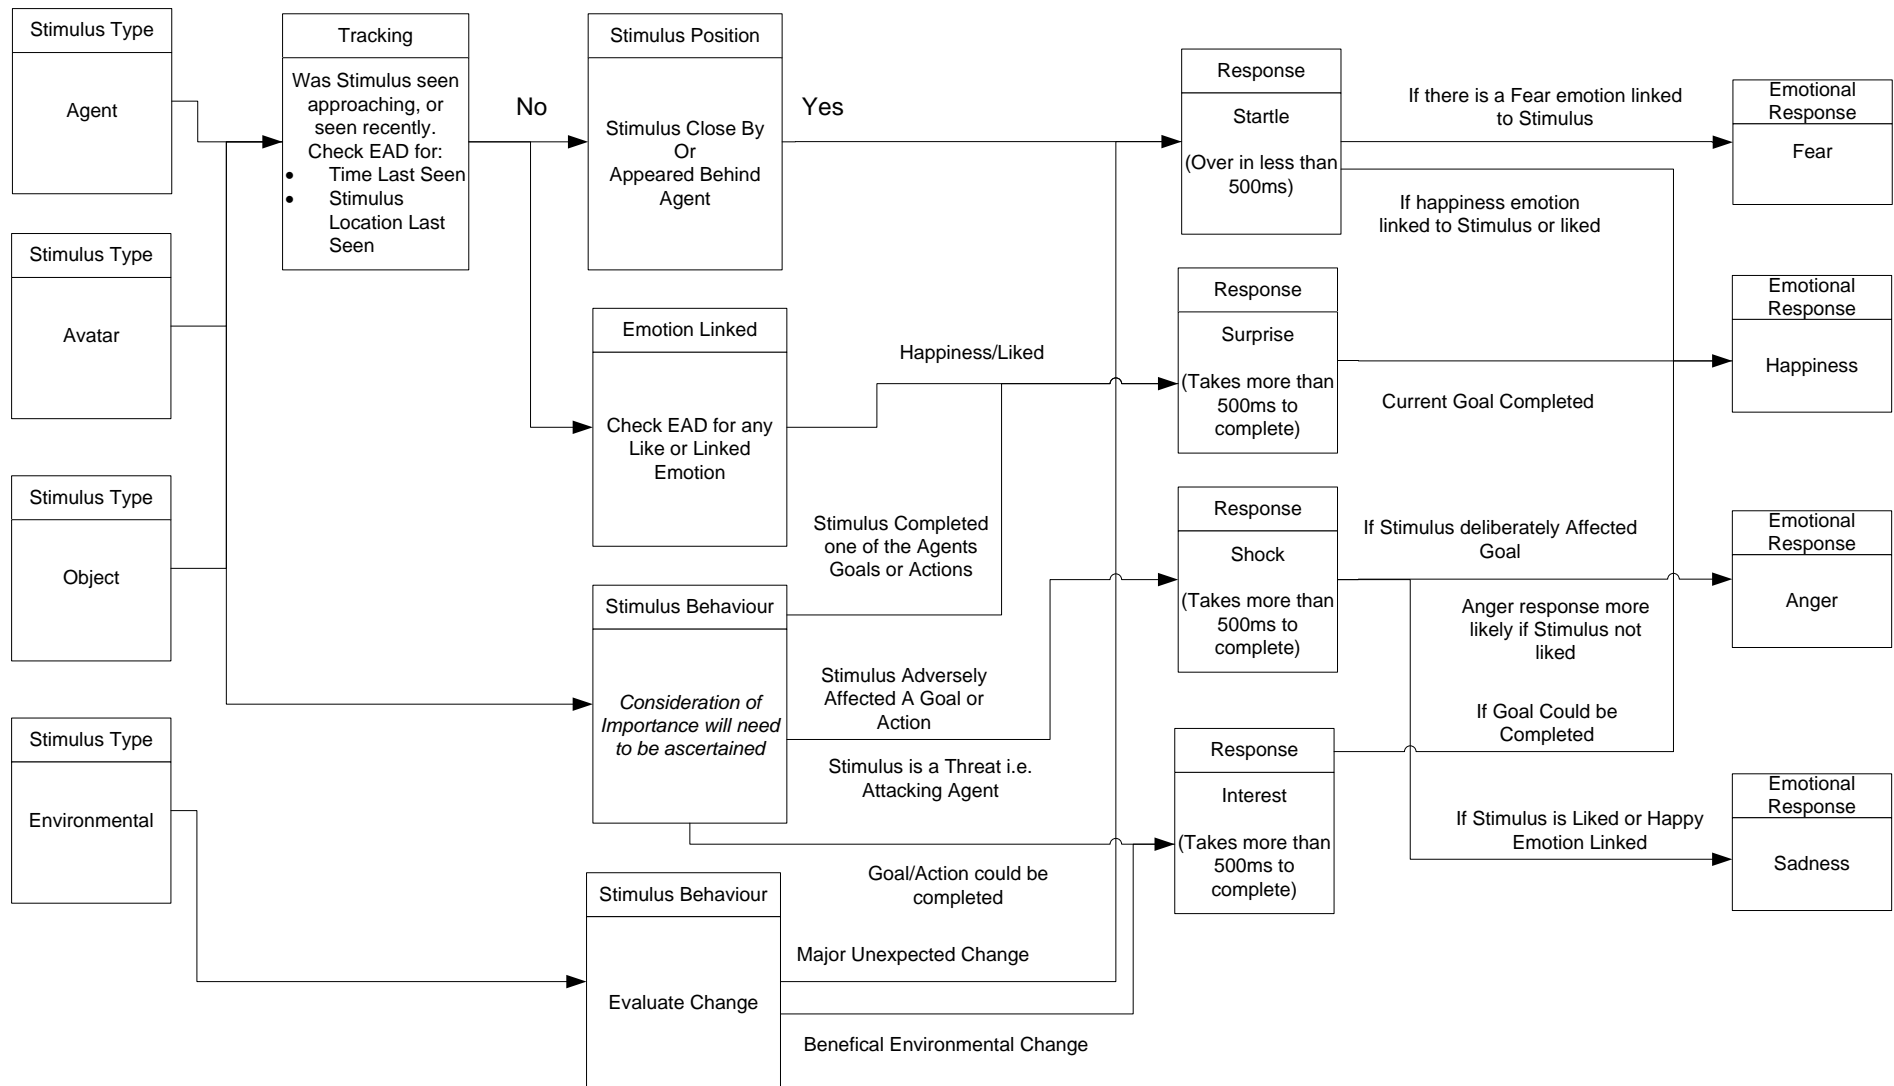 Stimulus Type
Agent
Stimulus Type
Avatar
Stimulus Type
Object
Stimulus Type
Environmental
Tracking
Was Stimulus seen
approaching, or
seen recently.
Check EAD for:
• Time Last Seen
• Stimulus
Location Last
Seen
No
Stimulus Position
Stimulus Close By
Or
Appeared Behind
Agent
Yes
Emotion Linked
Check EAD for any
Like or Linked
Emotion
Happiness/Liked
Stimulus Behaviour
Consideration of
Importance will need
to be ascertained
Stimulus Completed
one of the Agents
Goals or Actions
Stimulus Adversely
Affected A Goal or
Action
Stimulus is a Threat i.e.
Attacking Agent
Goal/Action could be
completed
Stimulus Behaviour
Evaluate Change
Major Unexpected Change
Benefical Environmental Change
Response
Startle
(Over in less than
500ms)
Response
Surprise
(Takes more than
500ms to
complete)
Response
Shock
(Takes more than
500ms to
complete)
Response
Interest
(Takes more than
500ms to
complete)
If there is a Fear emotion linked
to Stimulus
If happiness emotion
linked to Stimulus or liked
Current Goal Completed
If Stimulus deliberately Affected
Goal
Anger response more
likely if Stimulus not
liked
If Goal Could be
Completed
If Stimulus is Liked or Happy
Emotion Linked
Emotional
Response
Fear
Emotional
Response
Happiness
Emotional
Response
Anger
Emotional
Response
Sadness